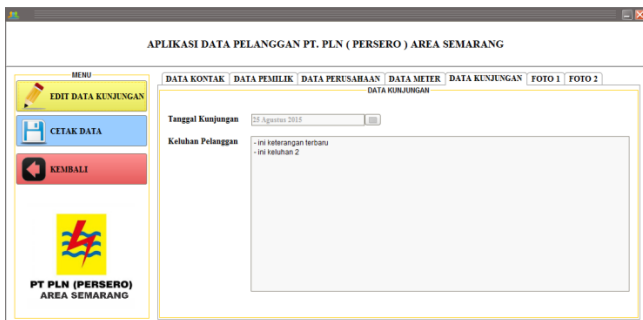 APLIKASI DATA PELANGGAN PT. PLN ( PERSERO ) AREA SEMARANG
MENU
EDIT DATA KUNJUNGAN
CETAK DATA
KEMBALI
PT PLN (PERSERO)
AREA SEMARANG
DATA KONTAK DATA PEMILIK DATA PERUSAHAAN DATA METER DATA KUNJUNGAN FOTO 1 FOTO 2
DATA KUNJUNGAN
Tanggal Kunjungan 25 Agustus 2015
Keluhan Pelanggan
- ini keterangan terbaru
- ini keluhan 2